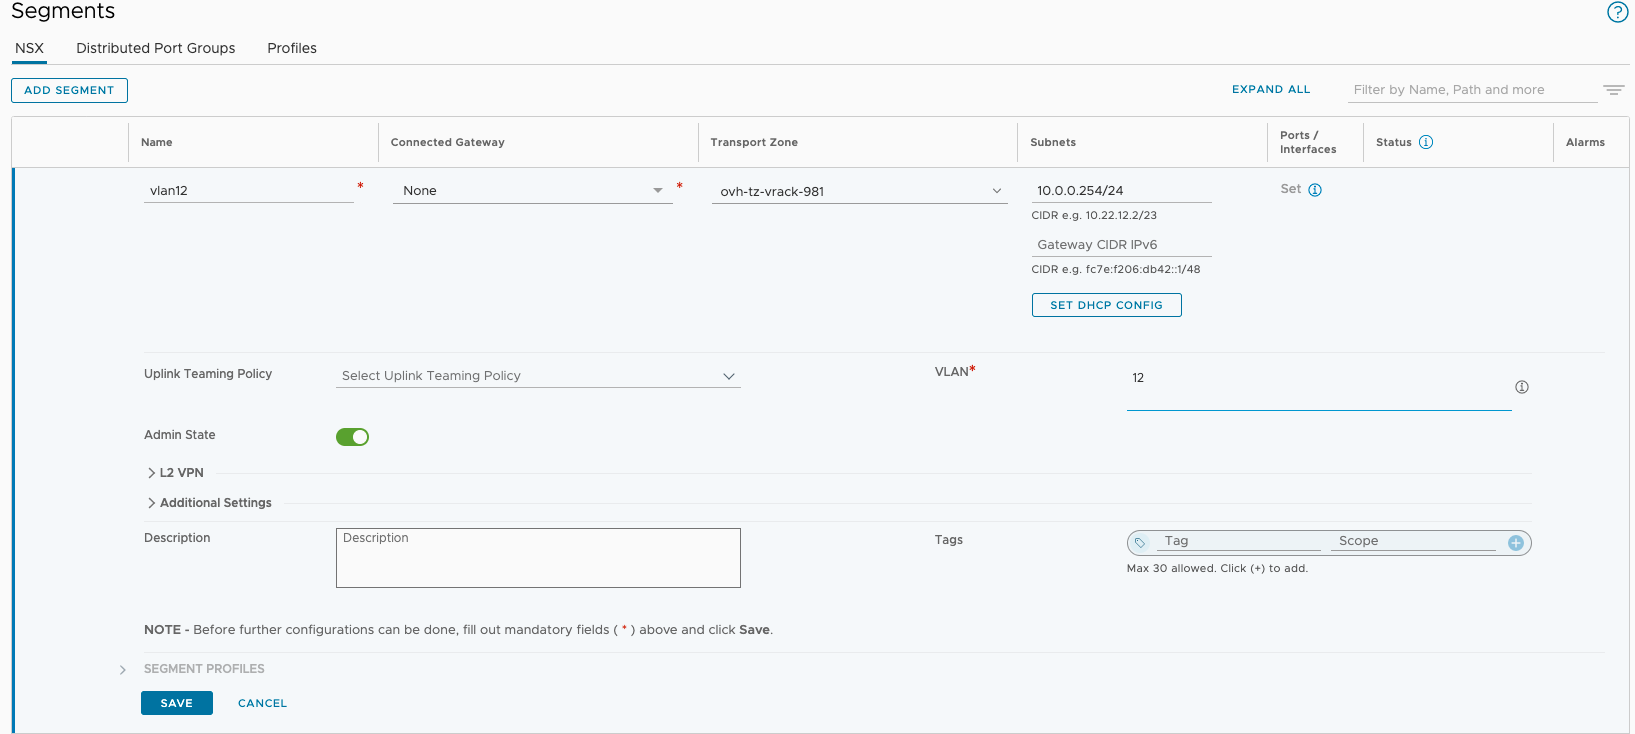 Segments
NSX Distributed Port Groups Profiles
ADD SEGMENT EXPAND ALL Filter by Name, Path and more
Name Connected Gateway Transport Zone Subnets Ports / Interfaces Status Alarms
vlan12 * None * ovh-tz-vrack-981 10.0.0.254/24 Set
CIDR e.g. 10.22.12.2/23
Gateway CIDR IPv6
CIDR e.g. fc7e:f206:db42::1/48
SET DHCP CONFIG
Uplink Teaming Policy Select Uplink Teaming Policy VLAN* 12
Admin State
L2 VPN
Additional Settings
Description Description Tags Tag Scope
Max 30 allowed. Click (+) to add.
NOTE - Before further configurations can be done, fill out mandatory fields ( * ) above and click Save.
SEGMENT PROFILES
SAVE CANCEL